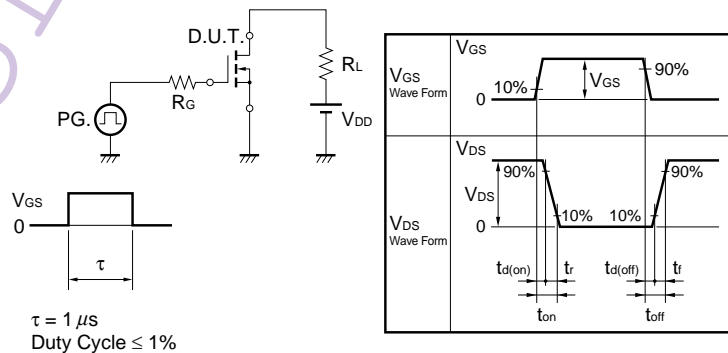 D.U.T.
RL
RG
PG.
VDD
VGS
0
τ
τ = 1 μs
Duty Cycle ≤ 1%
VGS
Wave Form
VGS
10%
0
VGS
90%
VDS
Wave Form
VDS
90%
VDS
0
10%
10%
90%
td(on)
tr
td(off)
tf
ton
toff